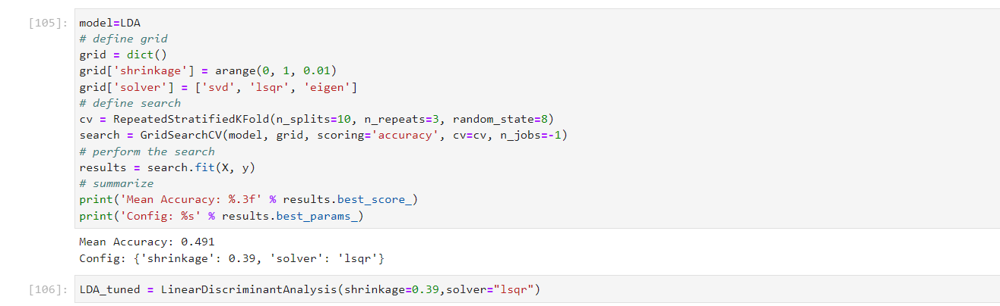 [105]: model=LDA
# define grid
grid = dict()
grid['shrinkage'] = arange(0, 1, 0.01)
grid['solver'] = ['svd', 'lsqr', 'eigen']
# define search
cv = RepeatedStratifiedKFold(n_splits=10, n_repeats=3, random_state=8)
search = GridSearchCV(model, grid, scoring='accuracy', cv=cv, n_jobs=-1)
# perform the search
results = search.fit(X, y)
# summarize
print('Mean Accuracy: %.3f' % results.best_score_)
print('Config: %s' % results.best_params_)
Mean Accuracy: 0.491
Config: {'shrinkage': 0.39, 'solver': 'lsqr'}
[106]: LDA_tuned = LinearDiscriminantAnalysis(shrinkage=0.39,solver="lsqr")